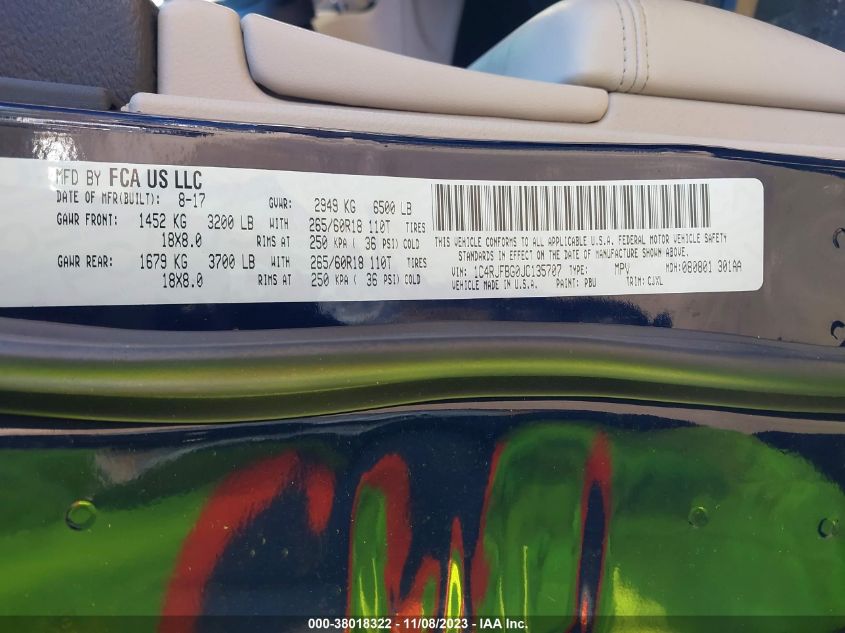 MFD BY FCA US LLC
DATE OF MFR(BUILT): 8-17 GVWR: 2949 KG 6500 LB
GAWR FRONT: 1452 KG 3200 LB WITH 265/60R18 110T TIRES
18X8.0 RIMS AT 250 KPA ( 36 PSI) COLD
GAWR REAR: 1679 KG 3700 LB WITH 265/60R18 110T TIRES
18X8.0 RIMS AT 250 KPA ( 36 PSI) COLD
THIS VEHICLE CONFORMS TO ALL APPLICABLE U.S.A. FEDERAL MOTOR VEHICLE SAFETY
STANDARDS IN EFFECT ON THE DATE OF MANUFACTURE SHOWN ABOVE.
VIN: 1C4RJFBG0JC135707 TYPE: MPV MDH: 080801 301AA
VEHICLE MADE IN U.S.A. PAINT: PBU TRIM: CJXL
000-38018322 - 11/08/2023 - IAA Inc.